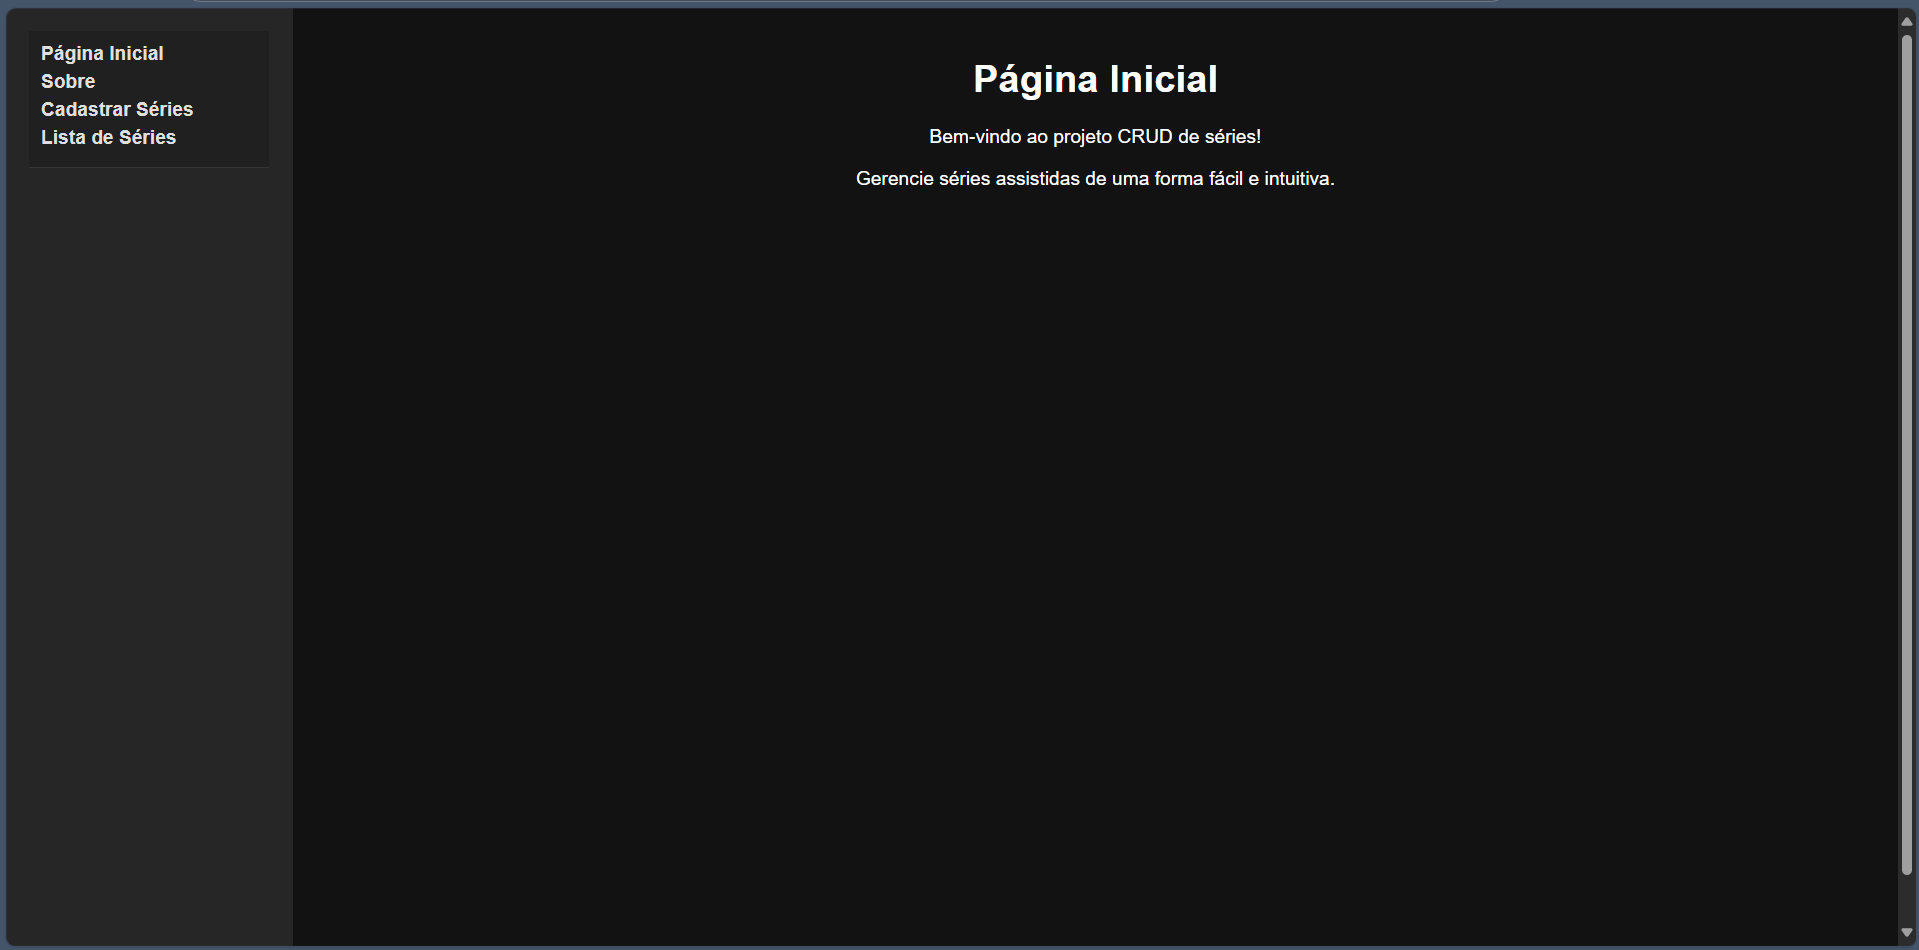 Página Inicial
Sobre
Cadastrar Séries
Lista de Séries
Página Inicial
Bem-vindo ao projeto CRUD de séries!
Gerencie séries assistidas de uma forma fácil e intuitiva.